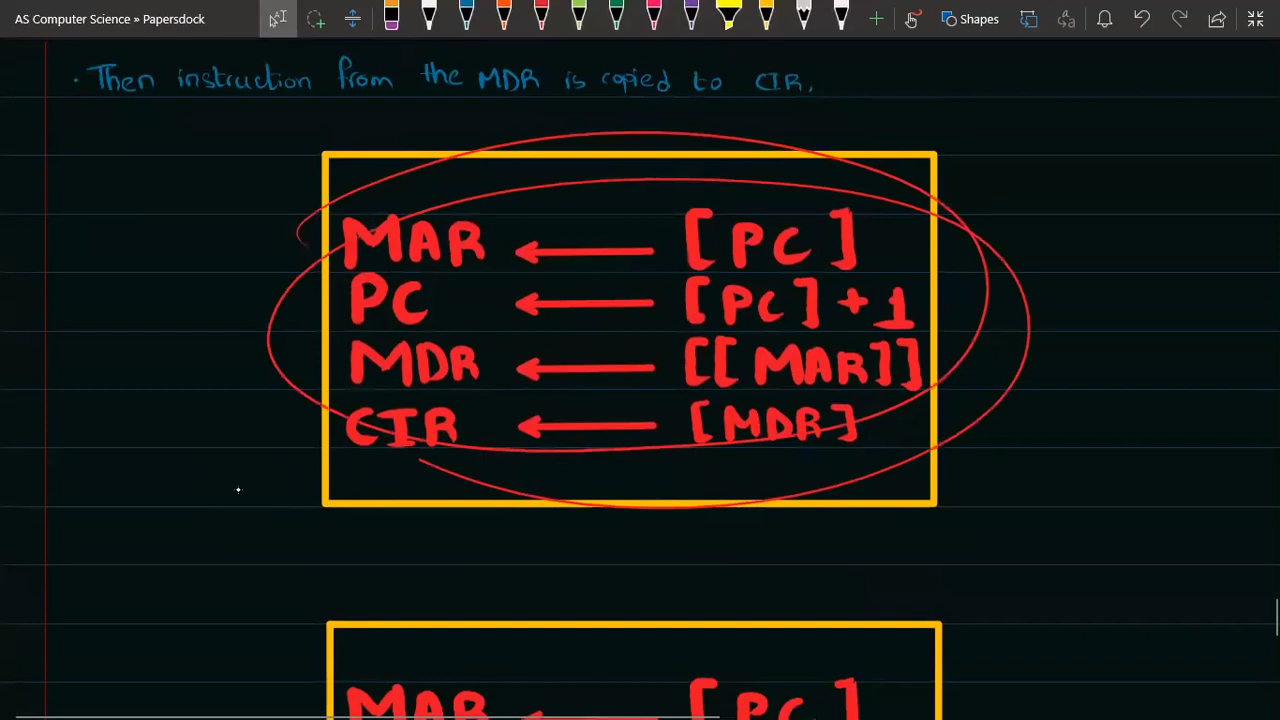 AS Computer Science » Papersdock
Shapes
· Then instruction from the MDR is copied to CIR.
MAR ← [PC]
PC ← [PC] + 1
MDR ← [[MAR]]
CIR ← [MDR]
MAR ← [PC]